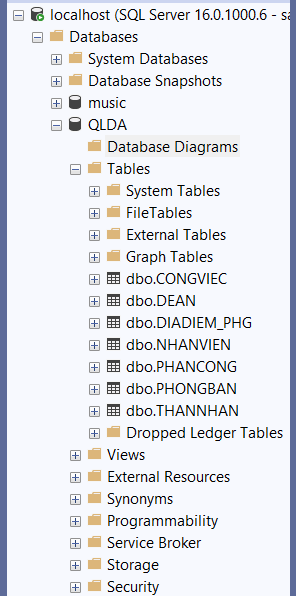 localhost (SQL Server 16.0.1000.6 - sa
Databases
System Databases
Database Snapshots
music
QLDA
Database Diagrams
Tables
System Tables
FileTables
External Tables
Graph Tables
dbo.CONGVIEC
dbo.DEAN
dbo.DIADIEM_PHG
dbo.NHANVIEN
dbo.PHANCONG
dbo.PHONGBAN
dbo.THANNHAN
Dropped Ledger Tables
Views
External Resources
Synonyms
Programmability
Service Broker
Storage
Security